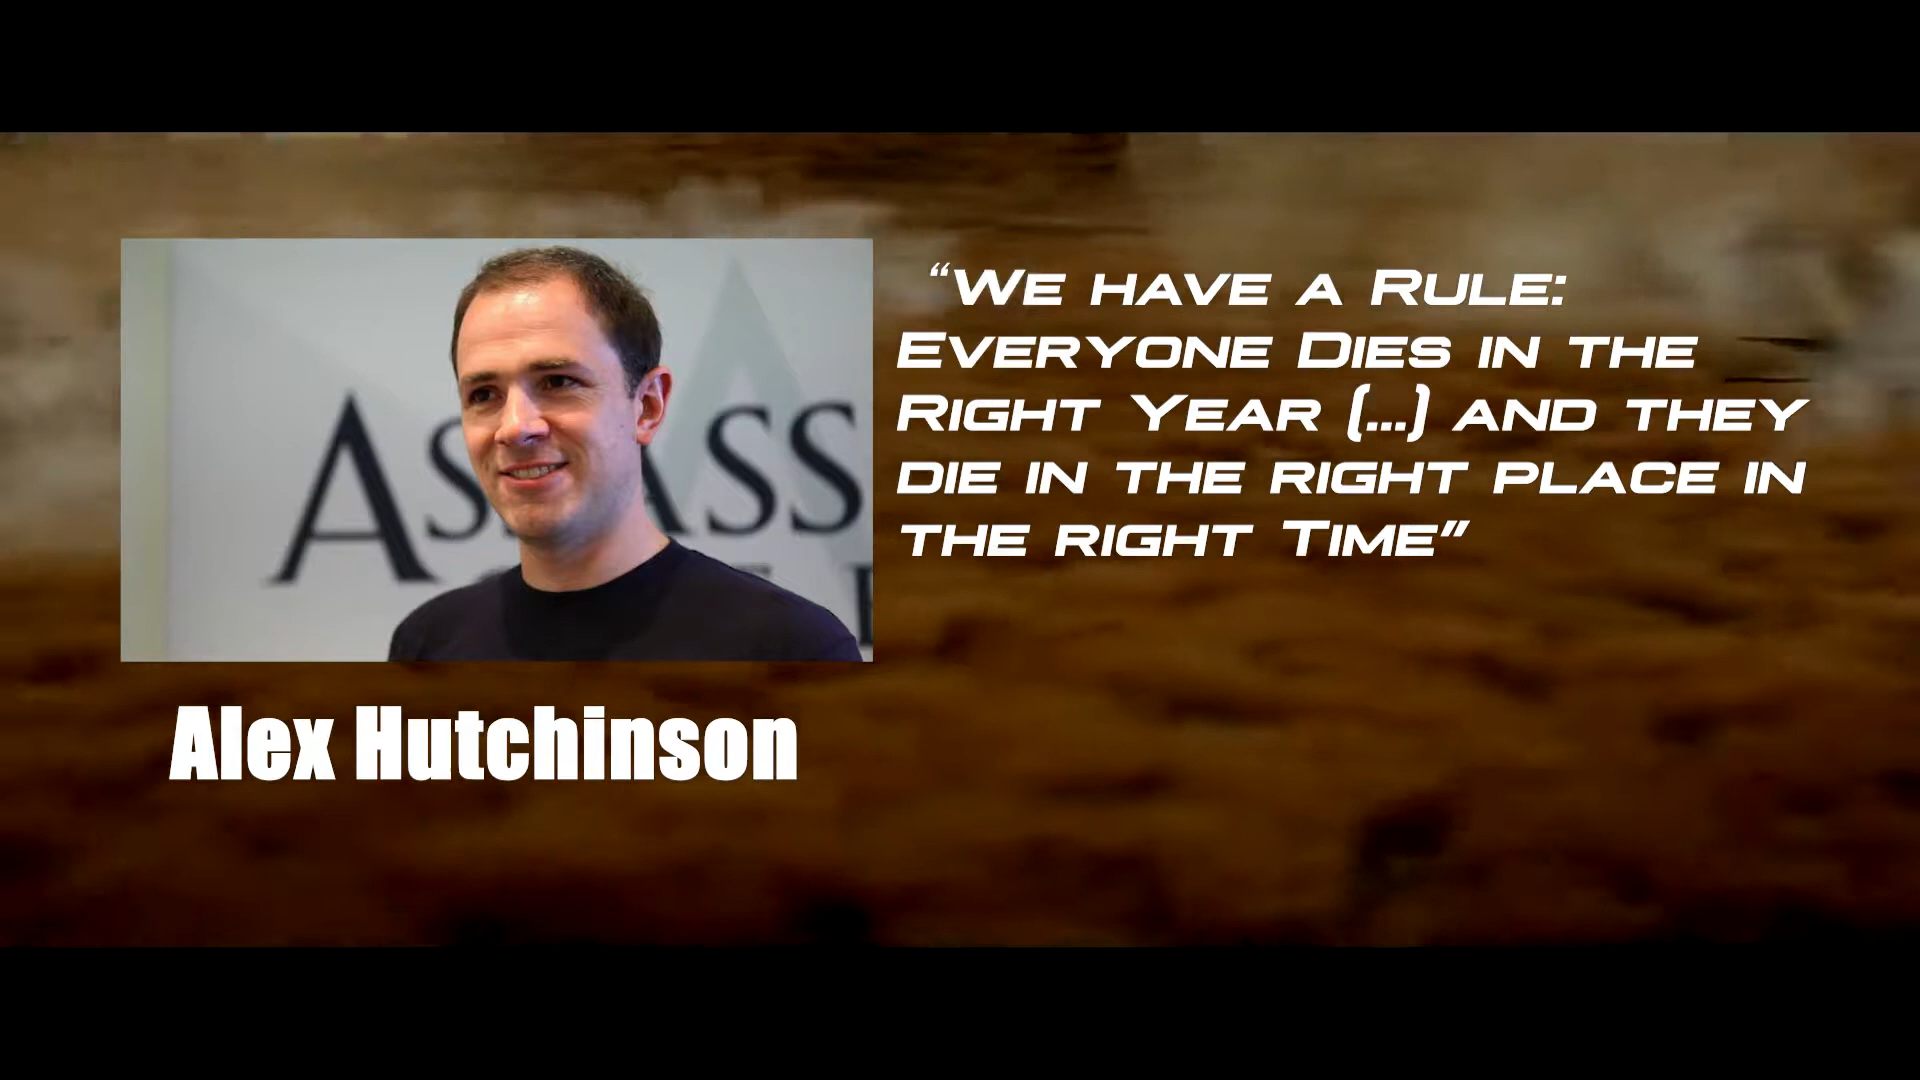 “We have a Rule:
Everyone Dies in the
Right Year (...) and they
die in the right place in
the right Time”
Assass
Alex Hutchinson